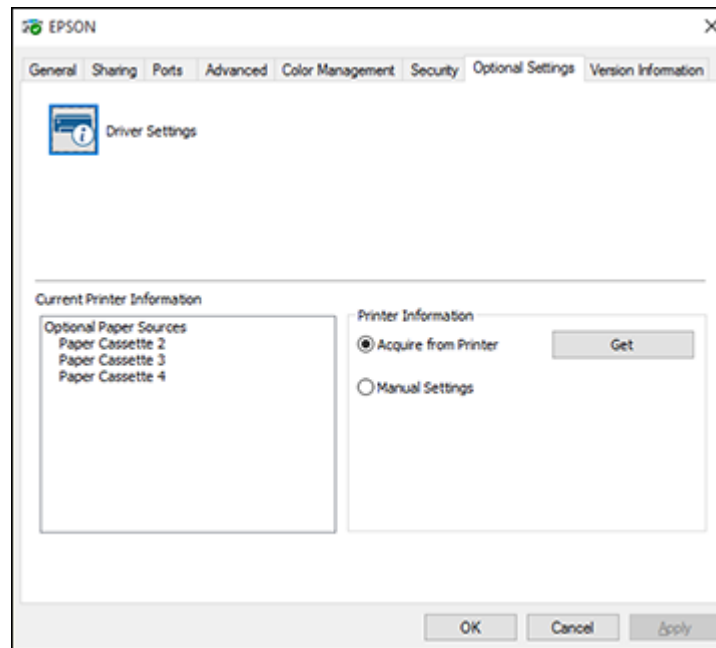 EPSON
General Sharing Ports Advanced Color Management Security Optional Settings Version Information
Driver Settings
Current Printer Information
Optional Paper Sources
Paper Cassette 2
Paper Cassette 3
Paper Cassette 4
Printer Information
Acquire from Printer Get
Manual Settings
OK Cancel Apply